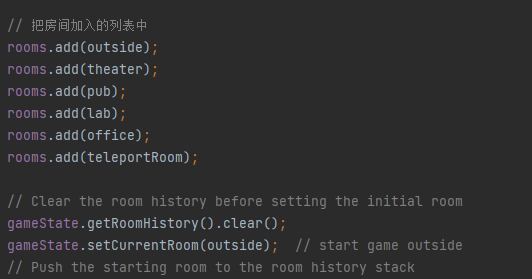 // 把房间加入的列表中
rooms.add(outside);
rooms.add(theater);
rooms.add(pub);
rooms.add(lab);
rooms.add(office);
rooms.add(teleportRoom);
// Clear the room history before setting the initial room
gameState.getRoomHistory().clear();
gameState.setCurrentRoom(outside);  // start game outside
// Push the starting room to the room history stack